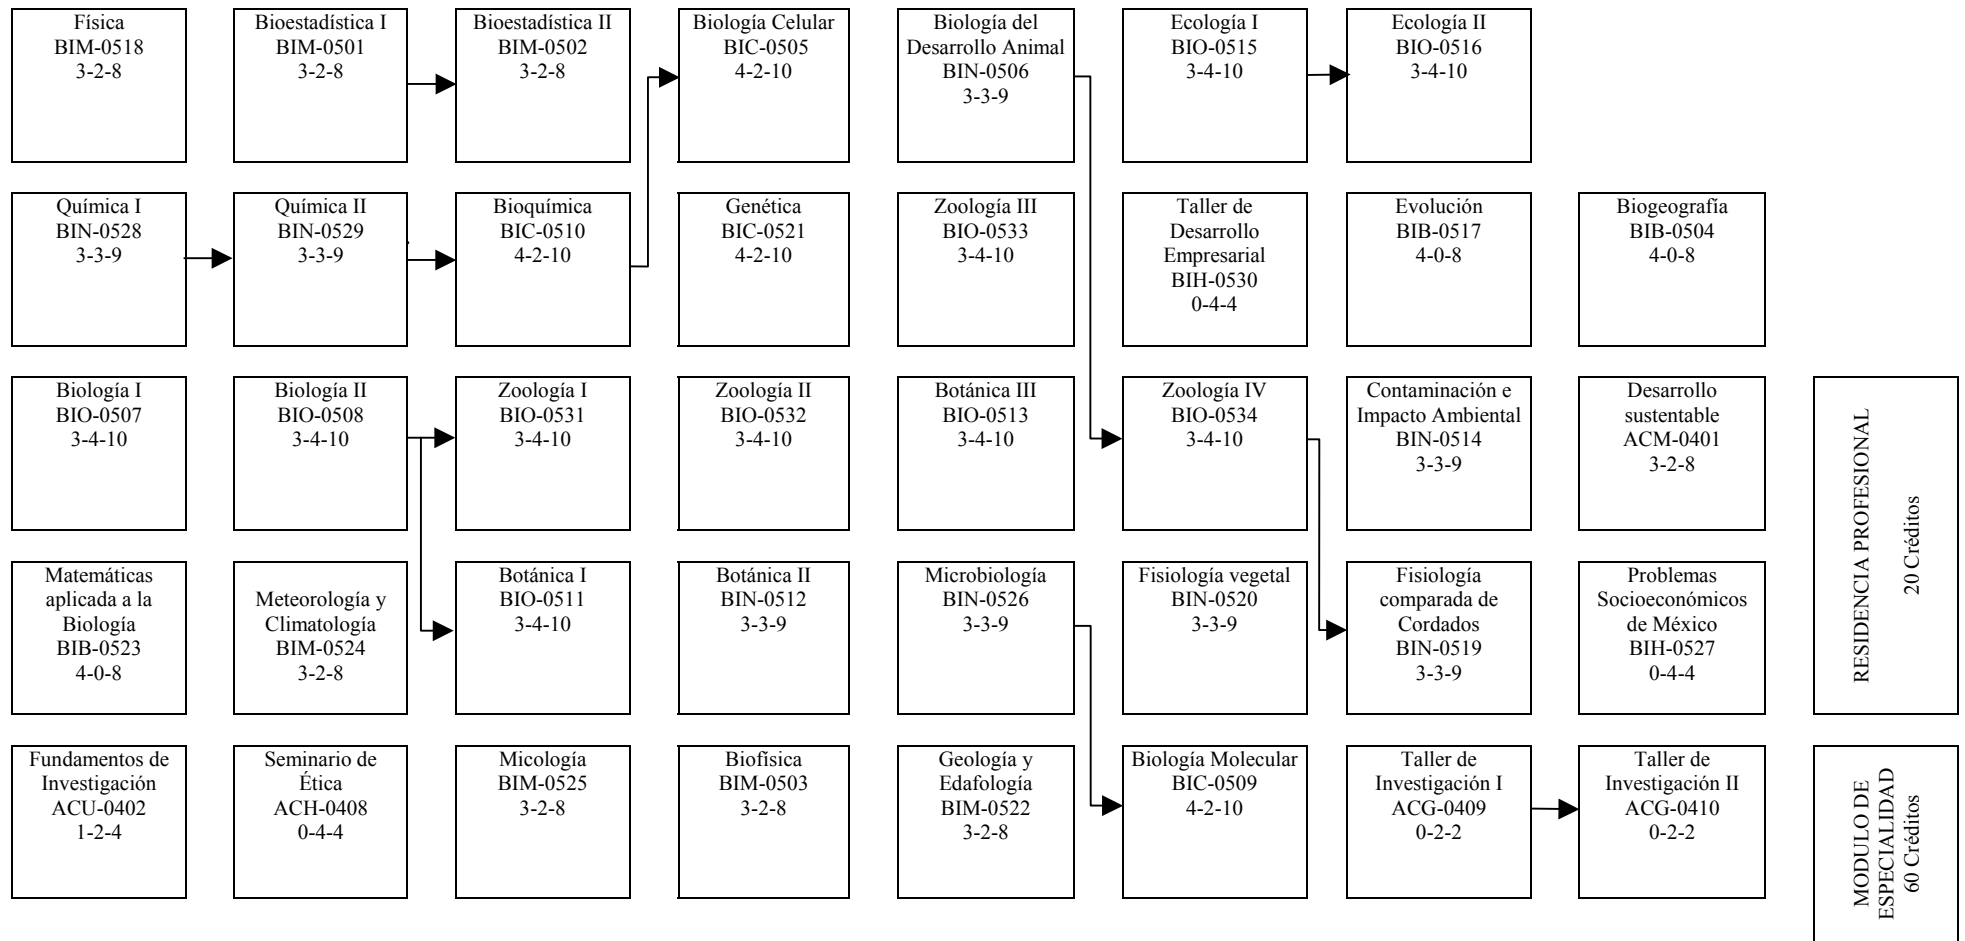 Física
BIM-0518
3-2-8
Bioestadística I
BIM-0501
3-2-8
Bioestadística II
BIM-0502
3-2-8
Biología Celular
BIC-0505
4-2-10
Biología del
Desarrollo Animal
BIN-0506
3-3-9
Ecología I
BIO-0515
3-4-10
Ecología II
BIO-0516
3-4-10
Química I
BIN-0528
3-3-9
Química II
BIN-0529
3-3-9
Bioquímica
BIC-0510
4-2-10
Genética
BIC-0521
4-2-10
Zoología III
BIO-0533
3-4-10
Taller de
Desarrollo
Empresarial
BIH-0530
0-4-4
Evolución
BIB-0517
4-0-8
Biogeografía
BIB-0504
4-0-8
Biología I
BIO-0507
3-4-10
Biología II
BIO-0508
3-4-10
Zoología I
BIO-0531
3-4-10
Zoología II
BIO-0532
3-4-10
Botánica III
BIO-0513
3-4-10
Zoología IV
BIO-0534
3-4-10
Contaminación e
Impacto Ambiental
BIN-0514
3-3-9
Desarrollo
sustentable
ACM-0401
3-2-8
RESIDENCIA PROFESIONAL
20 Créditos
Matemáticas
aplicada a la
Biología
BIB-0523
4-0-8
Meteorología y
Climatología
BIM-0524
3-2-8
Botánica I
BIO-0511
3-4-10
Botánica II
BIN-0512
3-3-9
Microbiología
BIN-0526
3-3-9
Fisiología vegetal
BIN-0520
3-3-9
Fisiología
comparada de
Cordados
BIN-0519
3-3-9
Problemas
Socioeconómicos
de México
BIH-0527
0-4-4
Fundamentos de
Investigación
ACU-0402
1-2-4
Seminario de
Ética
ACH-0408
0-4-4
Micología
BIM-0525
3-2-8
Biofísica
BIM-0503
3-2-8
Geología y
Edafología
BIM-0522
3-2-8
Biología Molecular
BIC-0509
4-2-10
Taller de
Investigación I
ACG-0409
0-2-2
Taller de
Investigación II
ACG-0410
0-2-2
MODULO DE
ESPECIALIDAD
60 Créditos